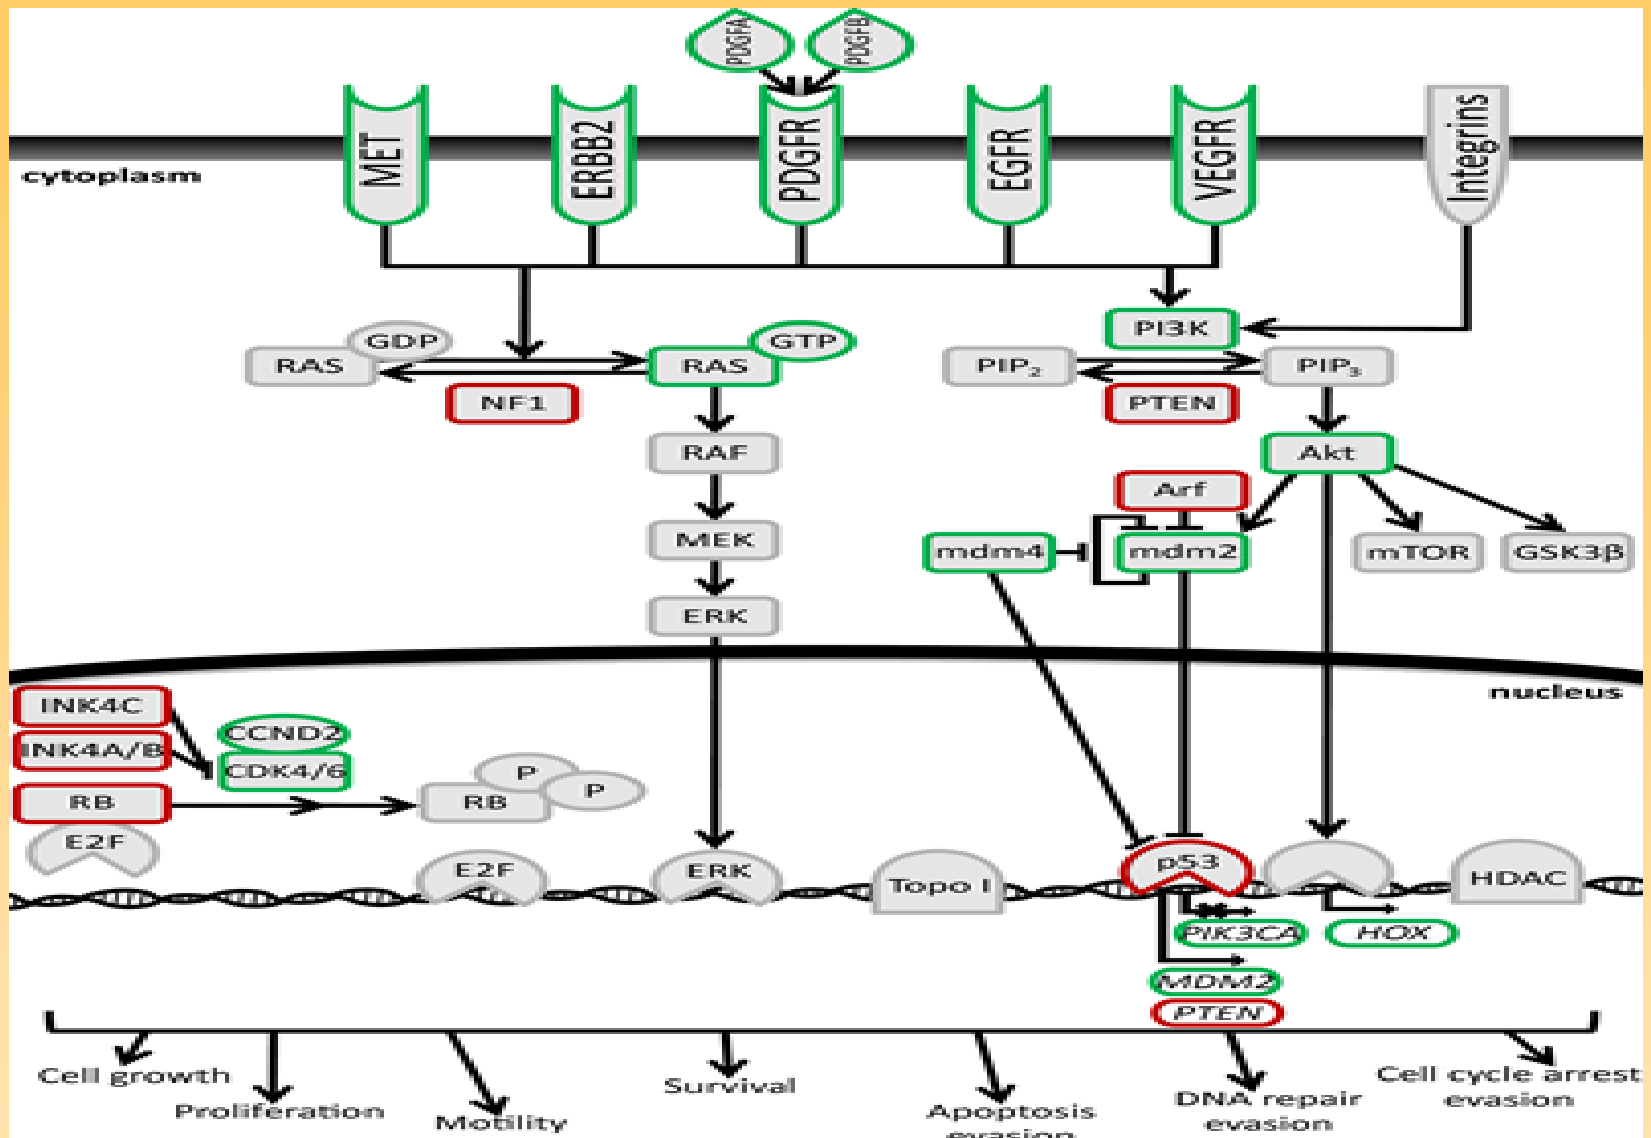 PDGFA
PDGFB
MET
ERBB2
PDGFR
EGFR
VEGFR
Integrins
cytoplasm
GDP
RAS
GTP
RAS
NF1
PI3K
PIP2
PIP3
PTEN
RAF
Akt
Arf
MEK
mdm4
mdm2
mTOR
GSK3β
ERK
nucleus
INK4C
CCND2
INK4A/B
CDK4/6
RB
RB
P
P
E2F
E2F
ERK
Topo I
p53
HDAC
PIK3CA
HOX
MDM2
PTEN
Cell growth
Proliferation
Motility
Survival
Apoptosis
evasion
DNA repair
evasion
Cell cycle arrest
evasion